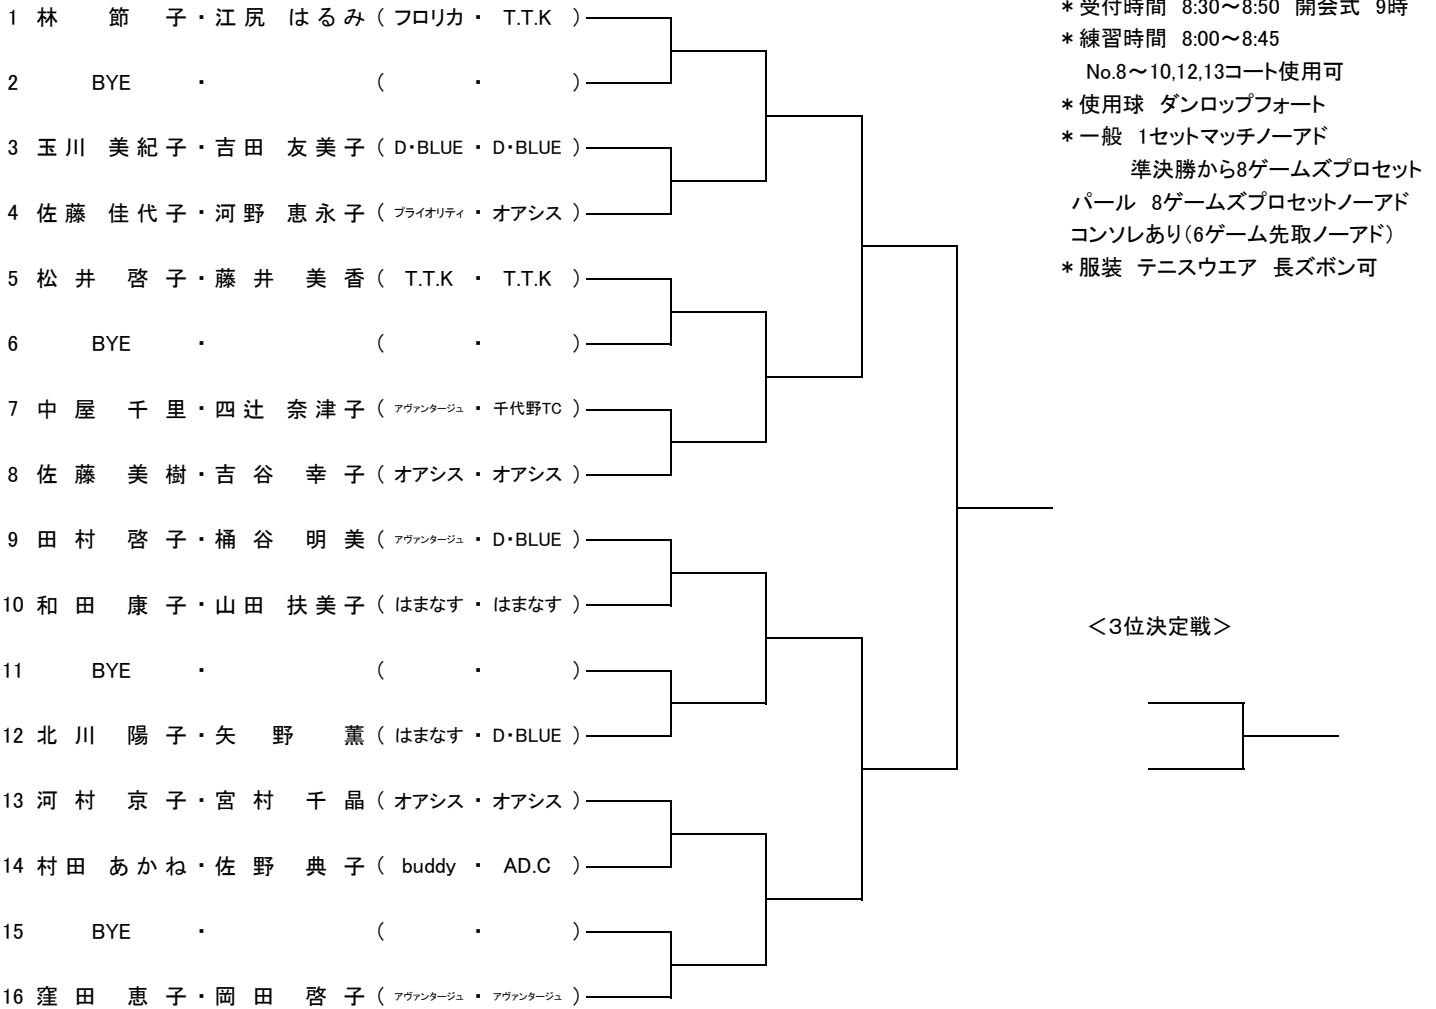 1 林 節子・江尻 はるみ ( フロリカ ・ T.T.K )
2 BYE ・ ( ・ )
3 玉川 美紀子・吉田 友美子 ( D・BLUE ・ D・BLUE )
4 佐藤 佳代子・河野 恵永子 ( プライオリティ ・ オアシス )
5 松井 啓子・藤井 美香 ( T.T.K ・ T.T.K )
6 BYE ・ ( ・ )
7 中屋 千里・四辻 奈津子 ( アヴァンタージュ ・ 千代野TC )
8 佐藤 美樹・吉谷 幸子 ( オアシス ・ オアシス )
9 田村 啓子・桶谷 明美 ( アヴァンタージュ ・ D・BLUE )
10 和田 康子・山田 扶美子 ( はまなす ・ はまなす )
11 BYE ・ ( ・ )
12 北川 陽子・矢野 薫 ( はまなす ・ D・BLUE )
13 河村 京子・宮村 千晶 ( オアシス ・ オアシス )
14 村田 あかね・佐野 典子 ( buddy ・ AD.C )
15 BYE ・ ( ・ )
16 窪田 恵子・岡田 啓子 ( アヴァンタージュ ・ アヴァンタージュ )
＊受付時間 8:30～8:50 開会式 9時
＊練習時間 8:00～8:45
No.8～10,12,13コート使用可
＊使用球 ダンロップフォート
＊一般 1セットマッチノーアド
準決勝から8ゲームズプロセット
パール 8ゲームズプロセットノーアド
コンソレあり(6ゲーム先取ノーアド)
＊服装 テニスウエア 長ズボン可
＜3位決定戦＞